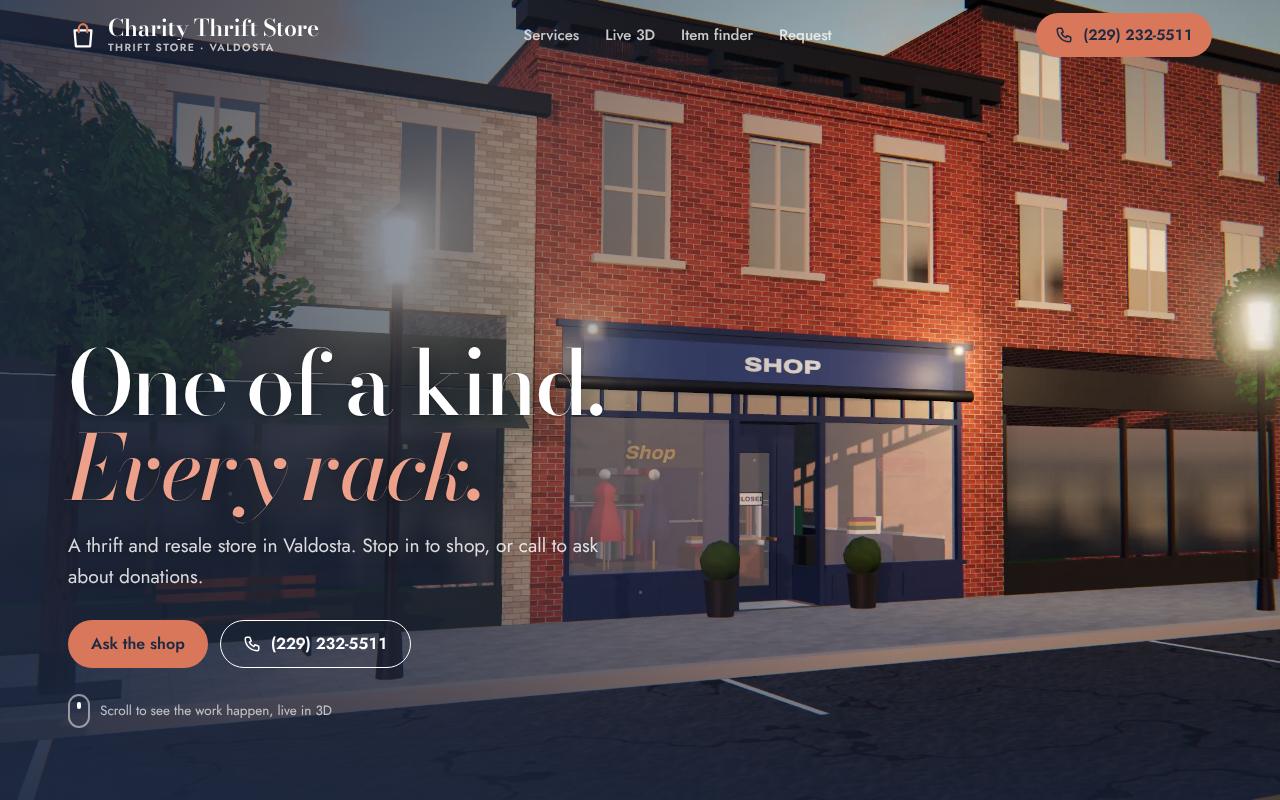 Charity Thrift Store
THRIFT STORE · VALDOSTA
Services
Live 3D
Item finder
Request
(229) 232-5511
SHOP
Shop
CLOSED
One of a kind.
Every rack.
A thrift and resale store in Valdosta. Stop in to shop, or call to ask
about donations.
Ask the shop
(229) 232-5511
Scroll to see the work happen, live in 3D